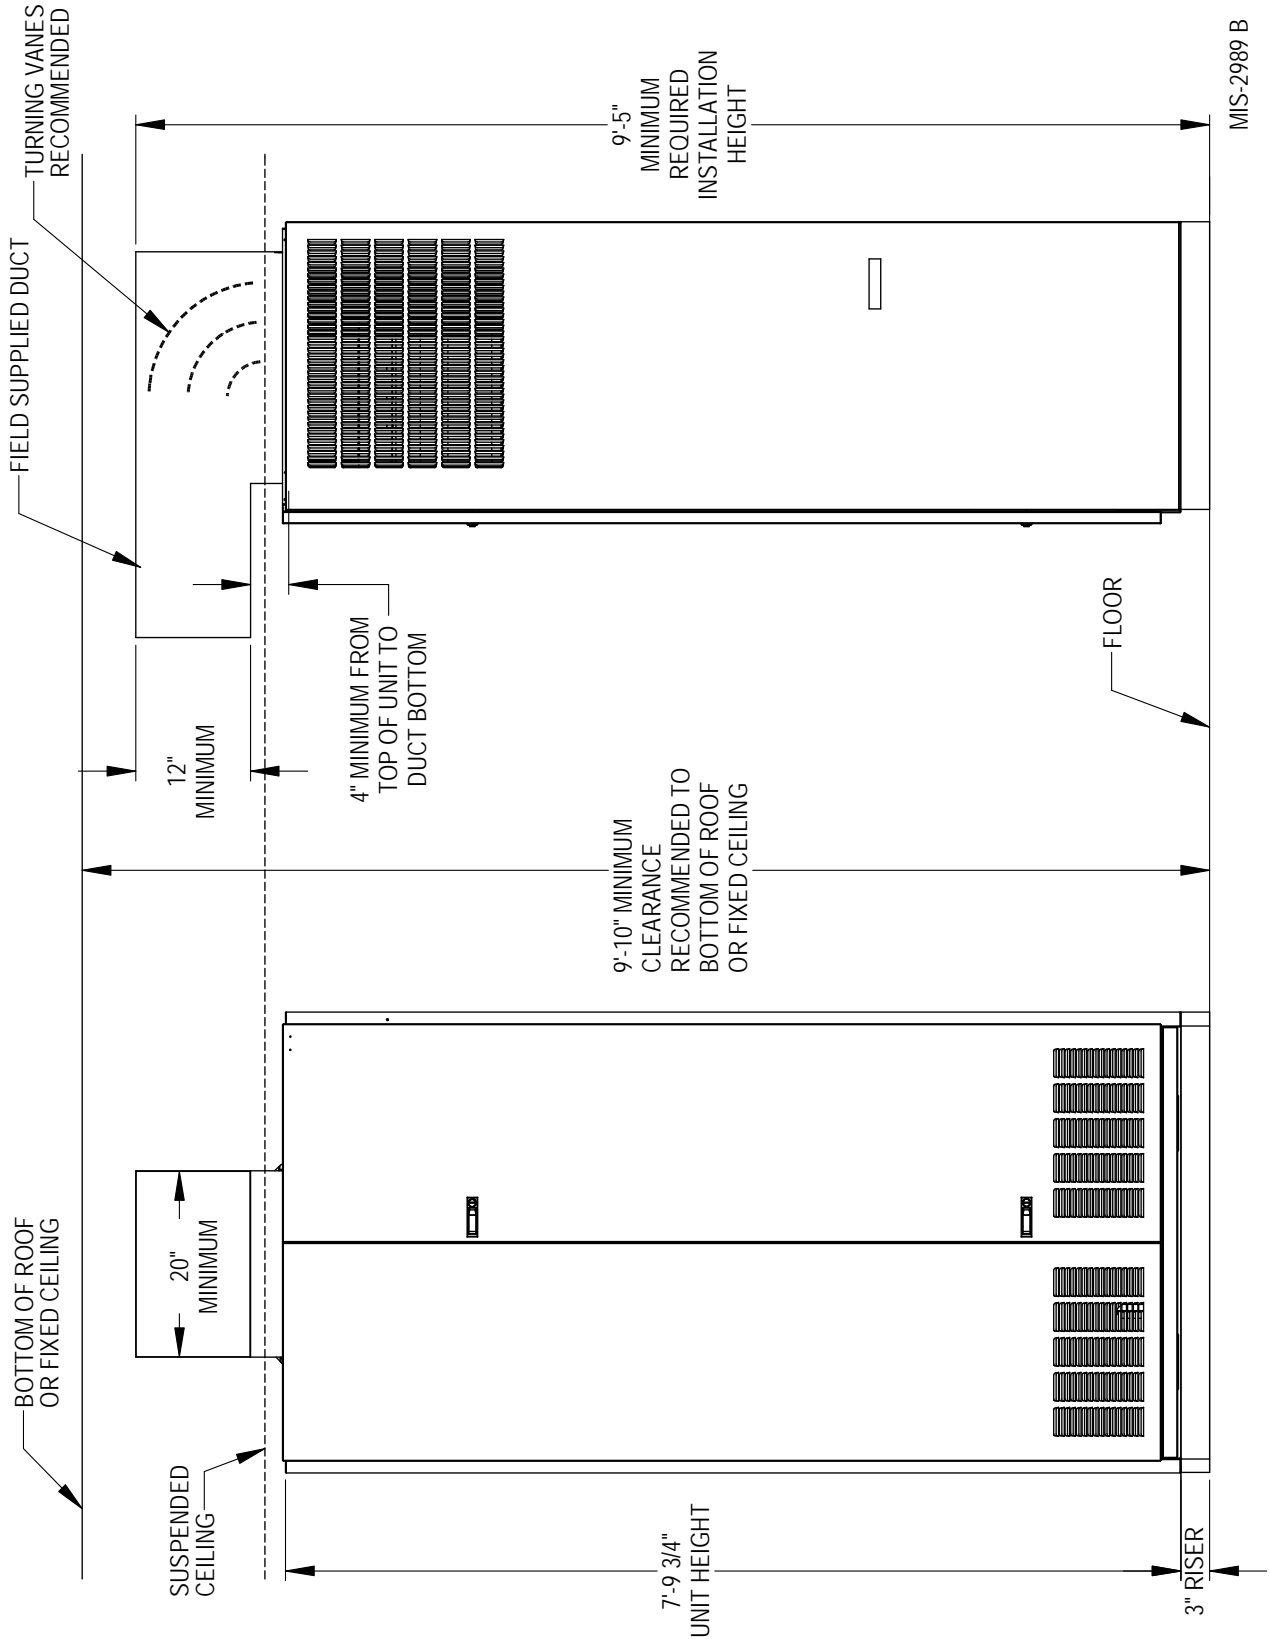 BOTTOM OF ROOF
OR FIXED CEILING
SUSPENDED
CEILING
20"
MINIMUM
7'-9 3/4"
UNIT HEIGHT
3" RISER
12"
MINIMUM
4" MINIMUM FROM
TOP OF UNIT TO
DUCT BOTTOM
9'-10" MINIMUM
CLEARANCE
RECOMMENDED TO
BOTTOM OF ROOF
OR FIXED CEILING
FLOOR
FIELD SUPPLIED DUCT
TURNING VANES
RECOMMENDED
9'-5"
MINIMUM
REQUIRED
INSTALLATION
HEIGHT
MIS-2989 B